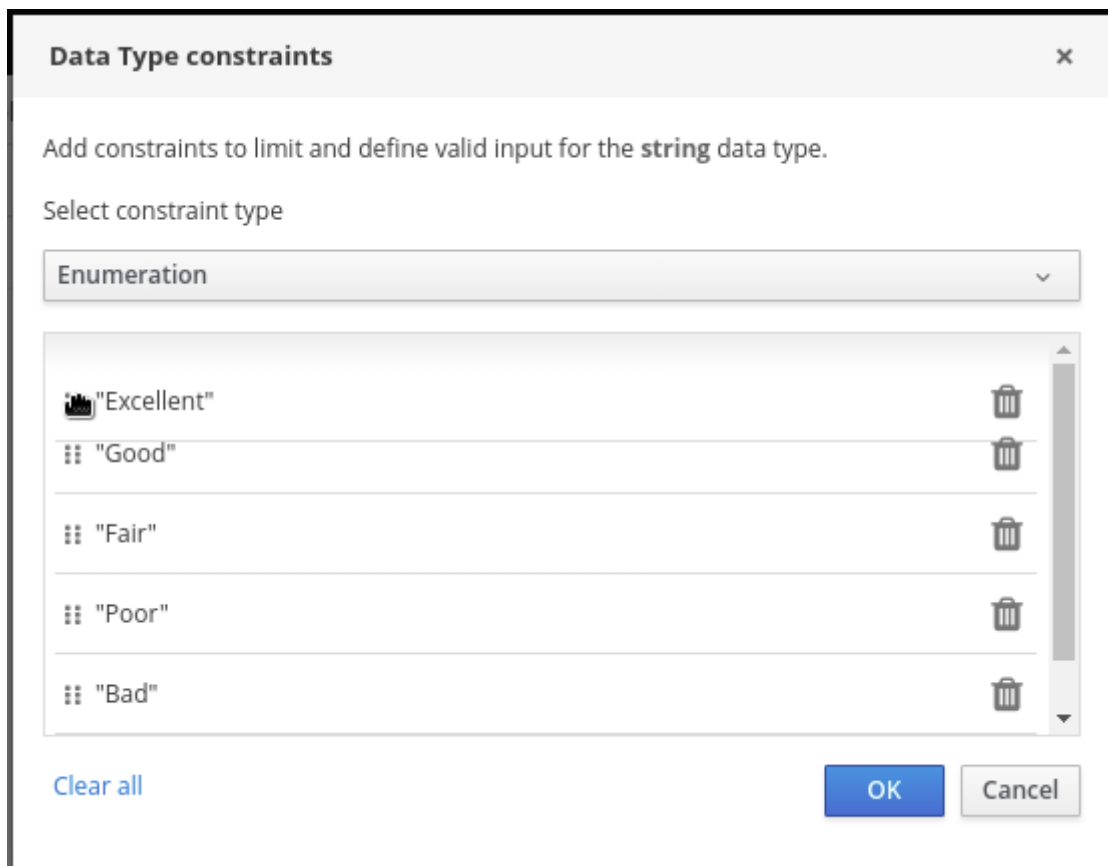 Data Type constraints
Add constraints to limit and define valid input for the string data type.
Select constraint type
Enumeration
"Excellent"
"Good"
"Fair"
"Poor"
"Bad"
Clear all
OK
Cancel